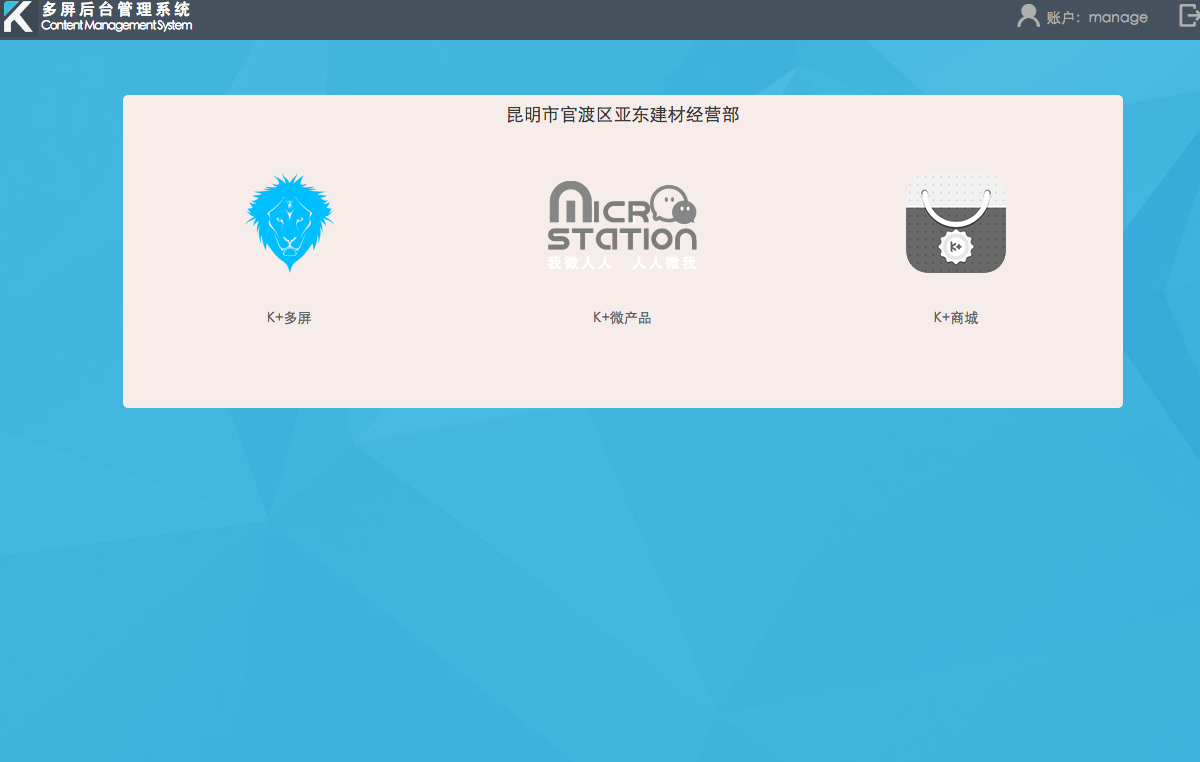 多屏后台管理系统
Content Management System
账户：manage
昆明市官渡区亚东建材经营部
MICRO
STATION
我微人人 人人微我
K+
K+多屏
K+微产品
K+商城